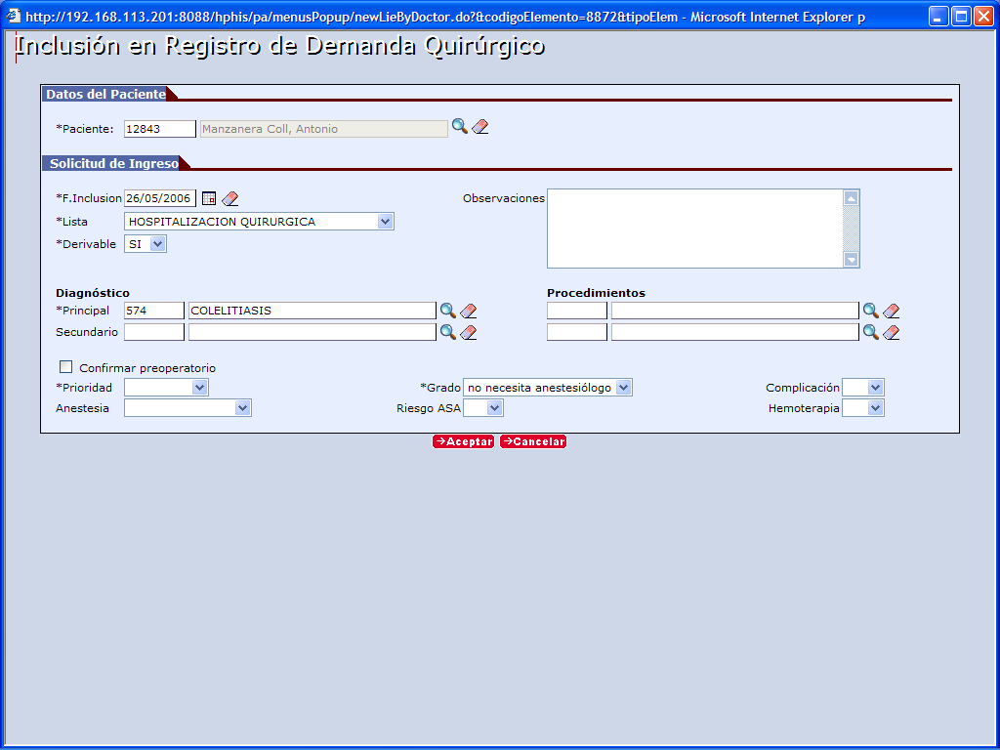 http://192.168.113.201:8088/hphis/pa/menusPopup/newLieByDoctor.do?&codigoElemento=8872&tipoElem - Microsoft Internet Explorer p
Inclusión en Registro de Demanda Quirúrgico
Datos del Paciente
*Paciente: 12843 Manzanera Coll, Antonio
Solicitud de Ingreso
*F.Inclusion 26/05/2006 Observaciones
*Lista HOSPITALIZACION QUIRURGICA
*Derivable SI
Diagnóstico Procedimientos
*Principal 574 COLELITIASIS
Secundario
Confirmar preoperatorio
*Prioridad *Grado no necesita anestesiólogo Complicación
Anestesia Riesgo ASA Hemoterapia
Aceptar Cancelar